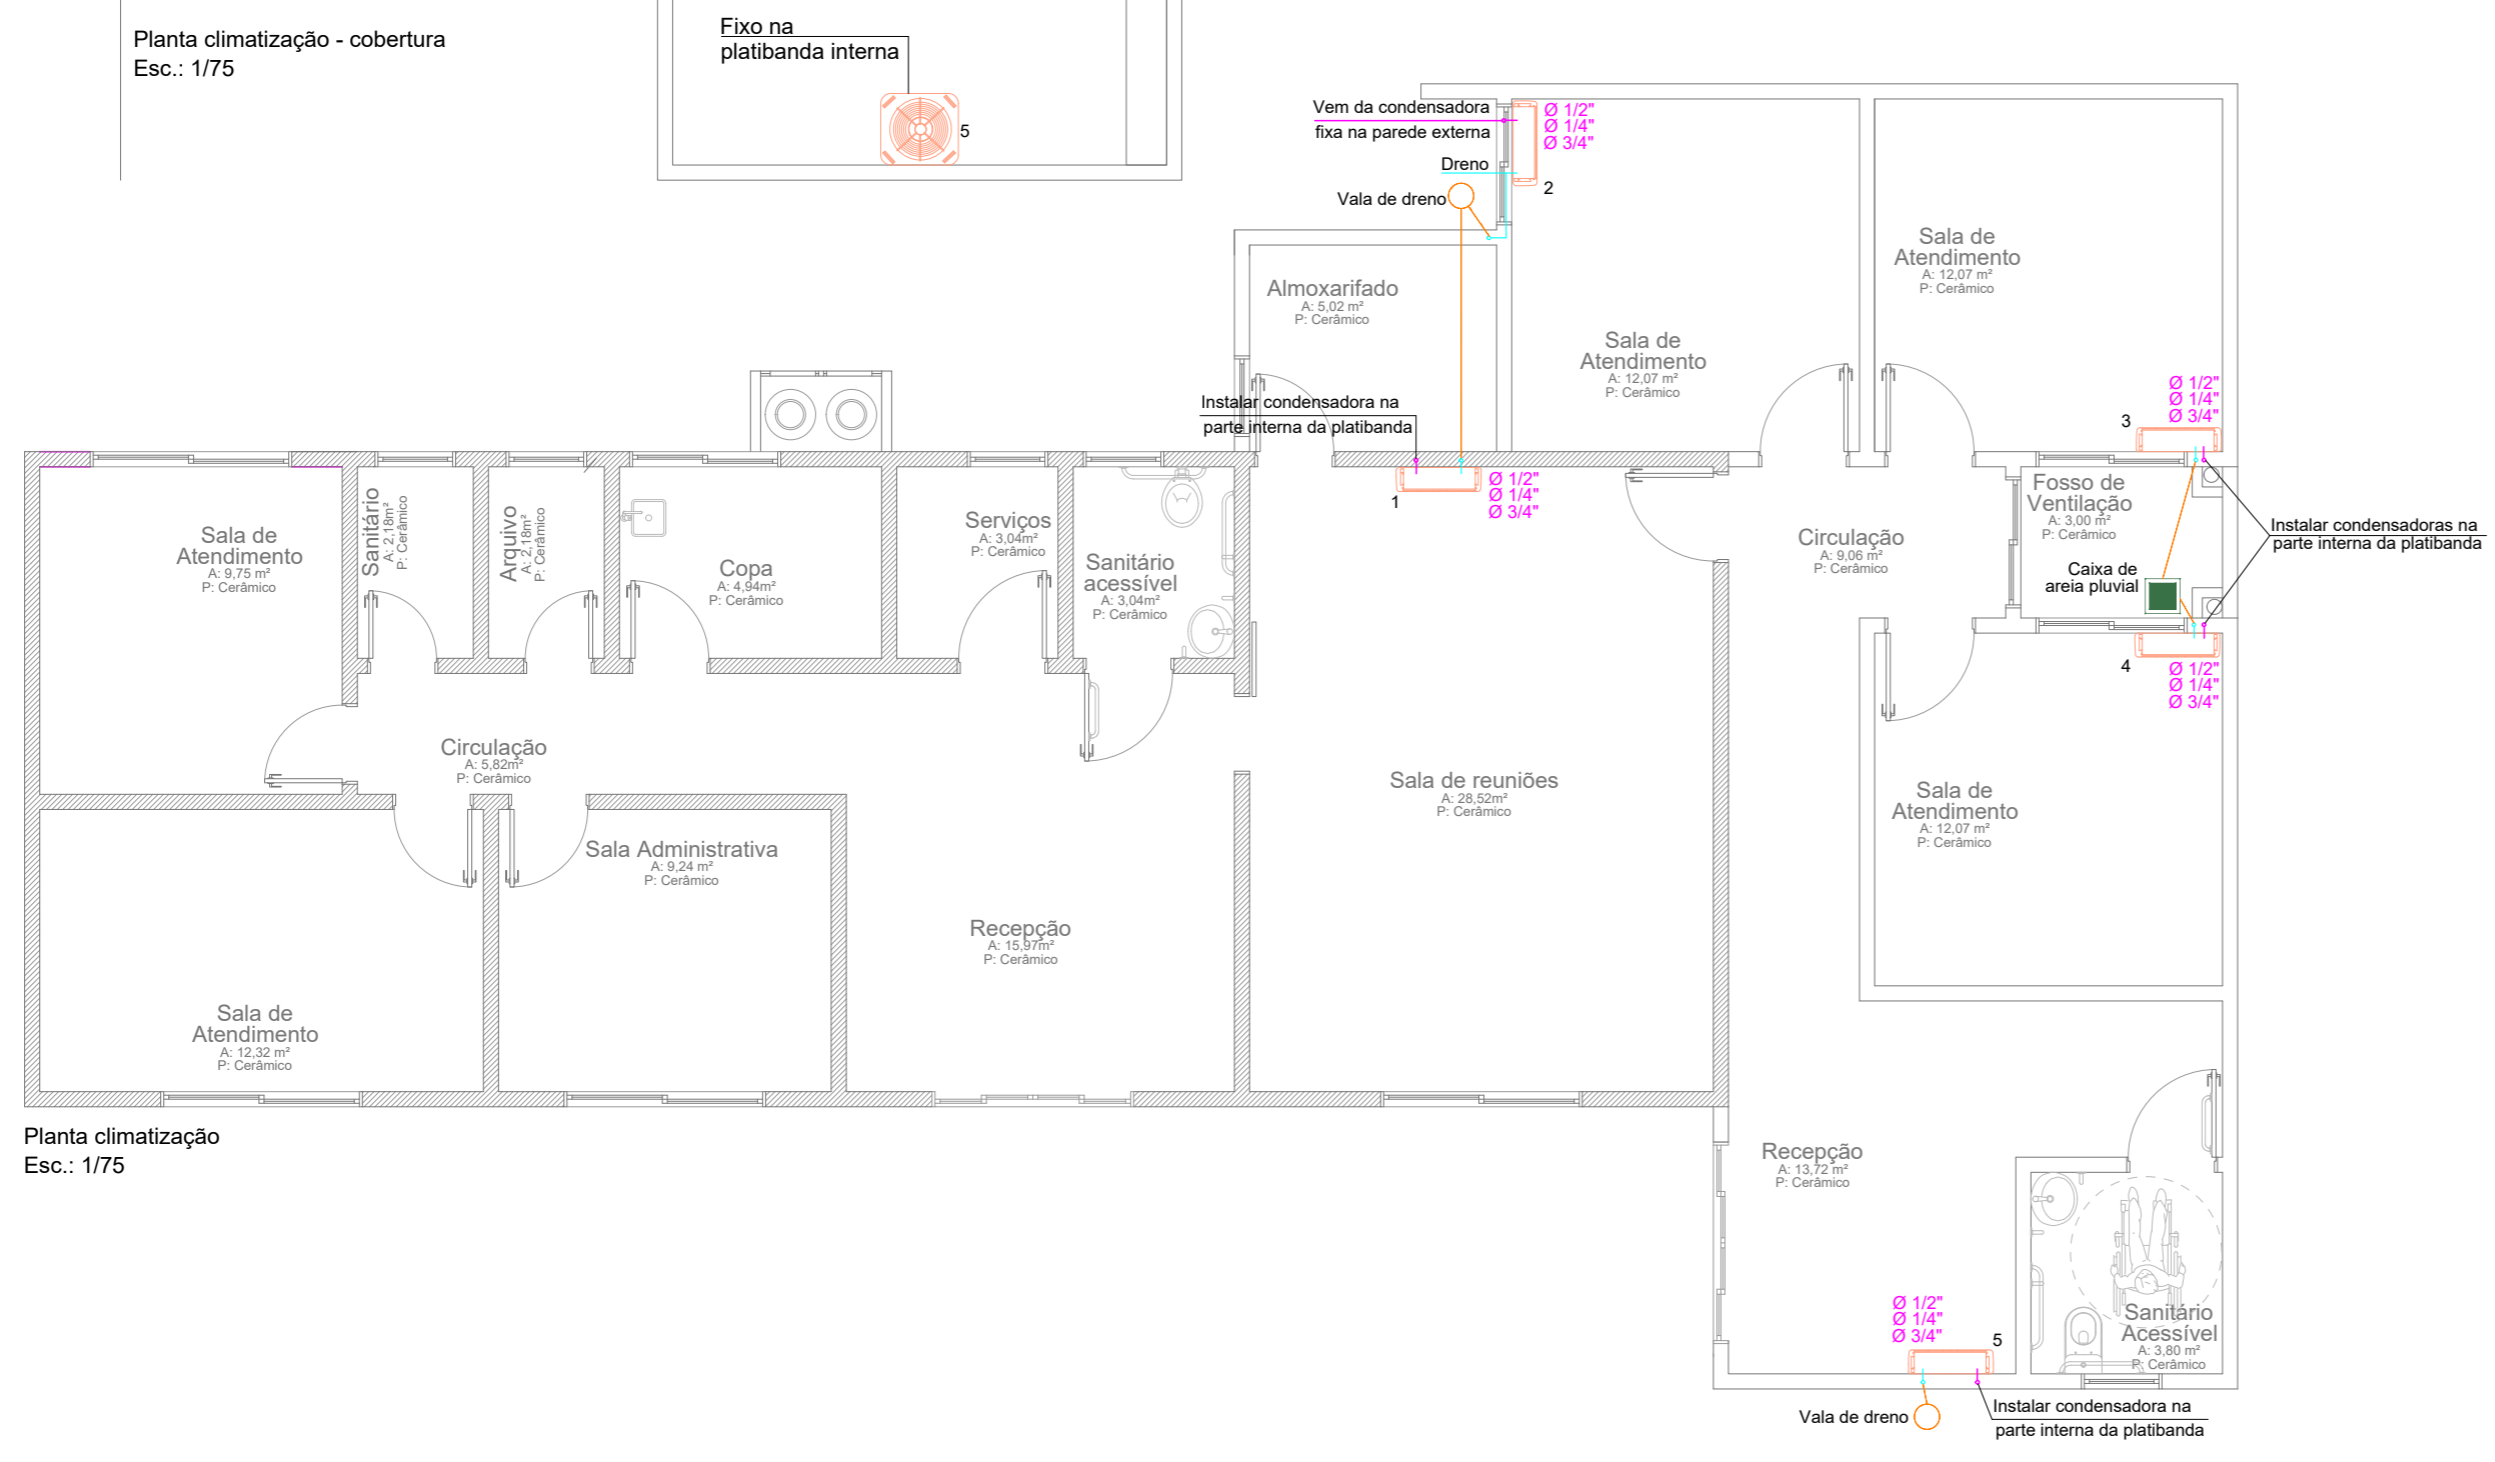 Planta climatização - cobertura
Esc.: 1/75
Fixo na
platibanda interna
5
Vem da condensadora
fixa na parede externa
Ø 1/2"
Ø 1/4"
Ø 3/4"
Dreno
2
Vala de dreno
Almoxarifado
A: 5,02 m²
P: Cerâmico
Sala de
Atendimento
A: 12,07 m²
P: Cerâmico
Sala de
Atendimento
A: 12,07 m²
P: Cerâmico
Instalar condensadora na
parte interna da platibanda
3
Ø 1/2"
Ø 1/4"
Ø 3/4"
1
Ø 1/2"
Ø 1/4"
Ø 3/4"
Sala de
Atendimento
A: 9,75 m²
P: Cerâmico
Sanitário
A: 2,18m²
P: Cerâmico
Arquivo
A: 2,18m²
P: Cerâmico
Copa
A: 4,94m²
P: Cerâmico
Serviços
A: 3,04m²
P: Cerâmico
Sanitário
acessível
A: 3,04m²
P: Cerâmico
Circulação
A: 9,06 m²
P: Cerâmico
Fosso de
Ventilação
A: 3,00 m²
P: Cerâmico
Instalar condensadoras na
parte interna da platibanda
Caixa de
areia pluvial
4
Ø 1/2"
Ø 1/4"
Ø 3/4"
Circulação
A: 5,82m²
P: Cerâmico
Sala de reuniões
A: 28,52m²
P: Cerâmico
Sala de
Atendimento
A: 12,07 m²
P: Cerâmico
Sala Administrativa
A: 9,24 m²
P: Cerâmico
Recepção
A: 15,97m²
P: Cerâmico
Sala de
Atendimento
A: 12,32 m²
P: Cerâmico
Planta climatização
Esc.: 1/75
Recepção
A: 13,72 m²
P: Cerâmico
Ø 1/2"
Ø 1/4"
Ø 3/4"
5
Sanitário
Acessível
A: 3,80 m²
P: Cerâmico
Vala de dreno
Instalar condensadora na
parte interna da platibanda